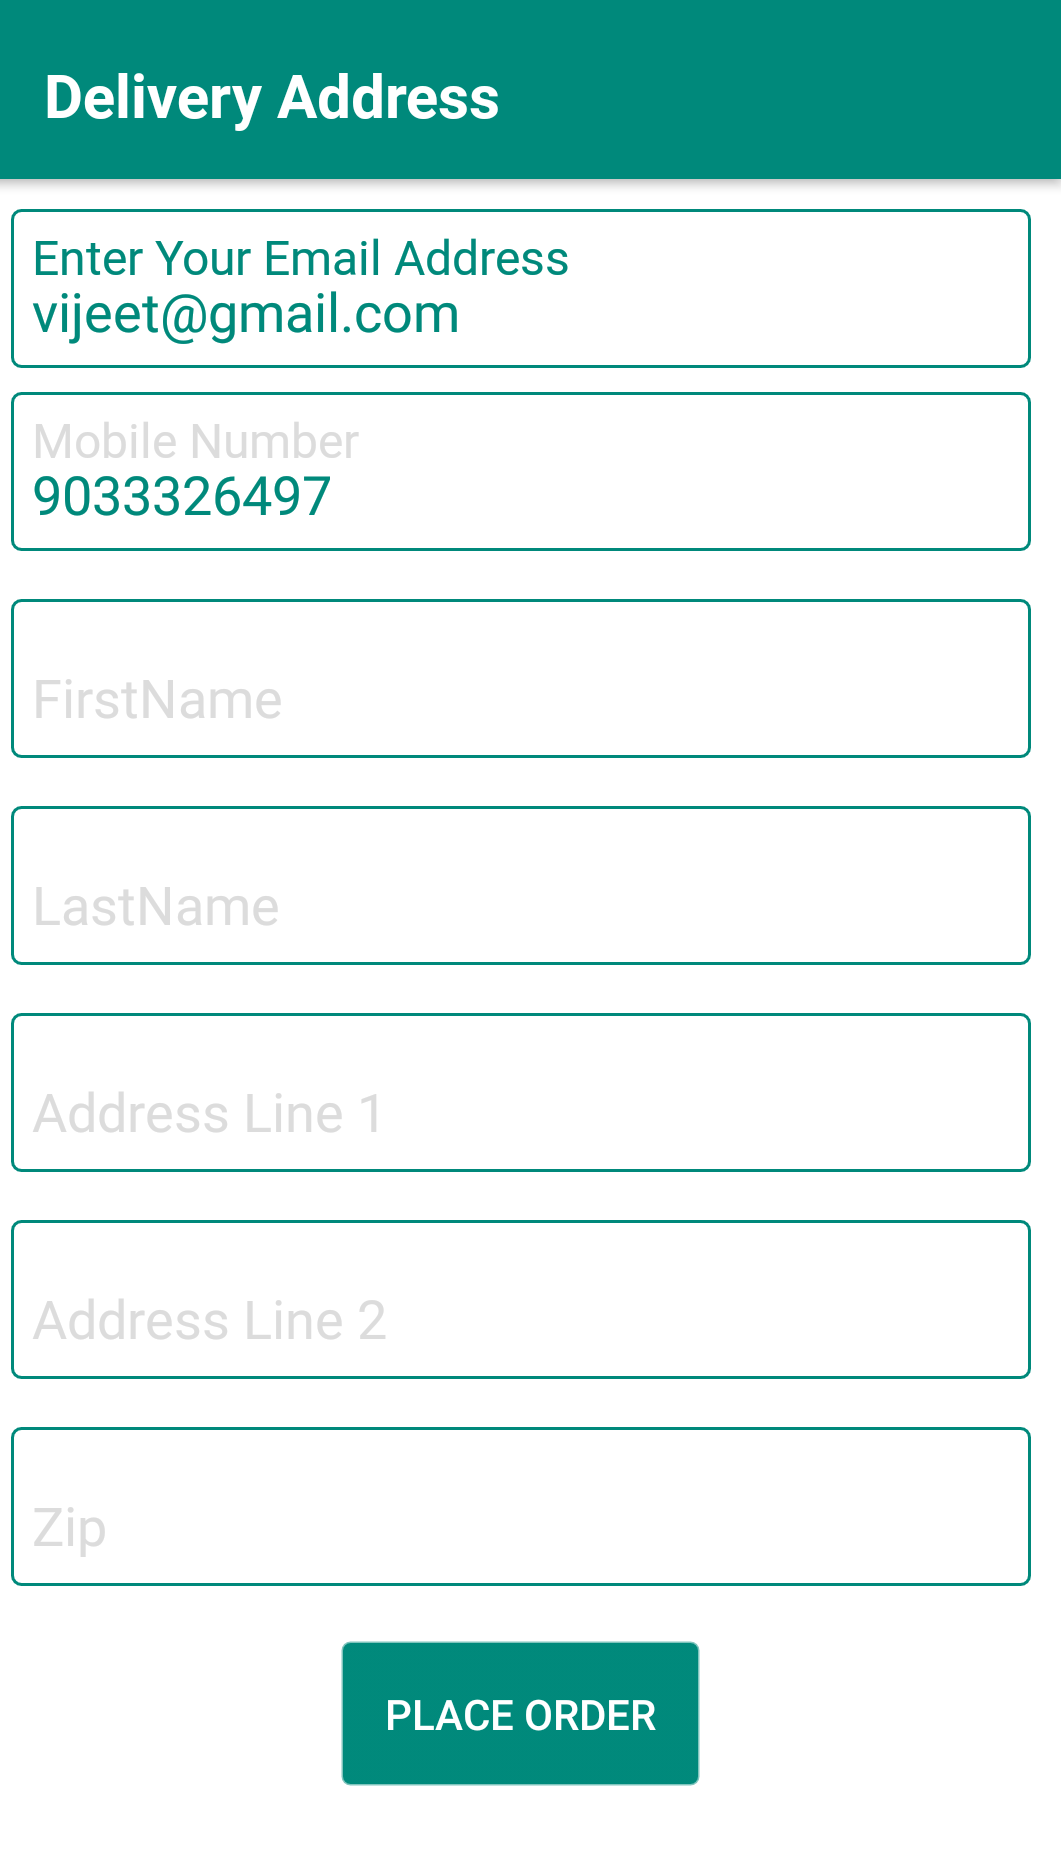 Delivery Address
Enter Your Email Address
vijeet@gmail.com
Mobile Number
9033326497
FirstName
LastName
Address Line 1
Address Line 2
Zip
PLACE ORDER